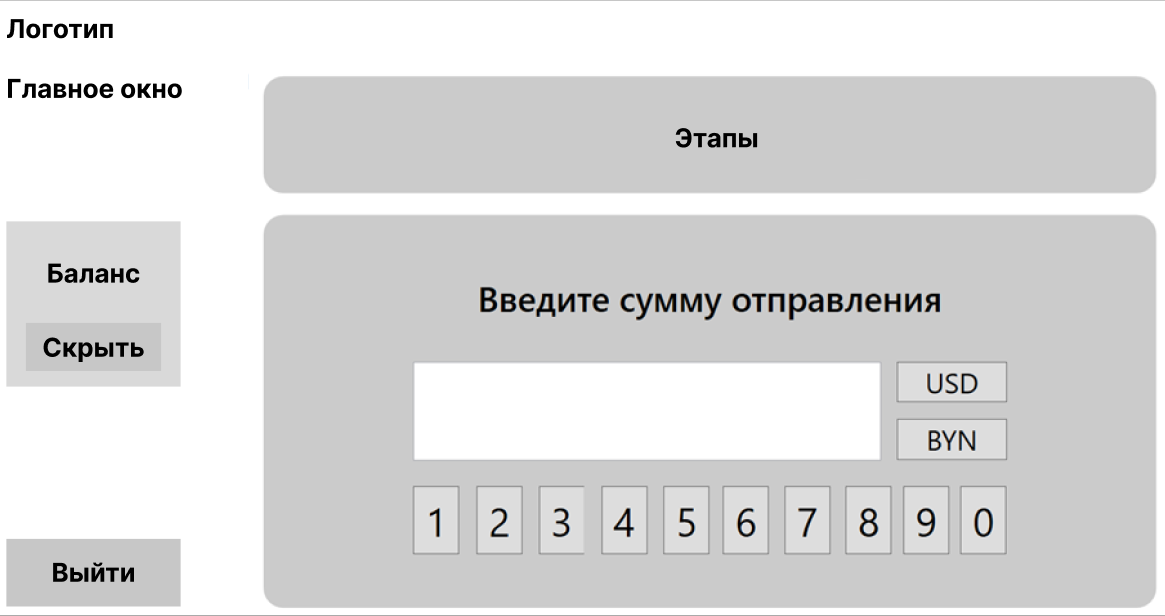 Логотип
Главное окно
Этапы
Баланс
Скрыть
Выйти
Введите сумму отправления
USD
BYN
1 2 3 4 5 6 7 8 9 0